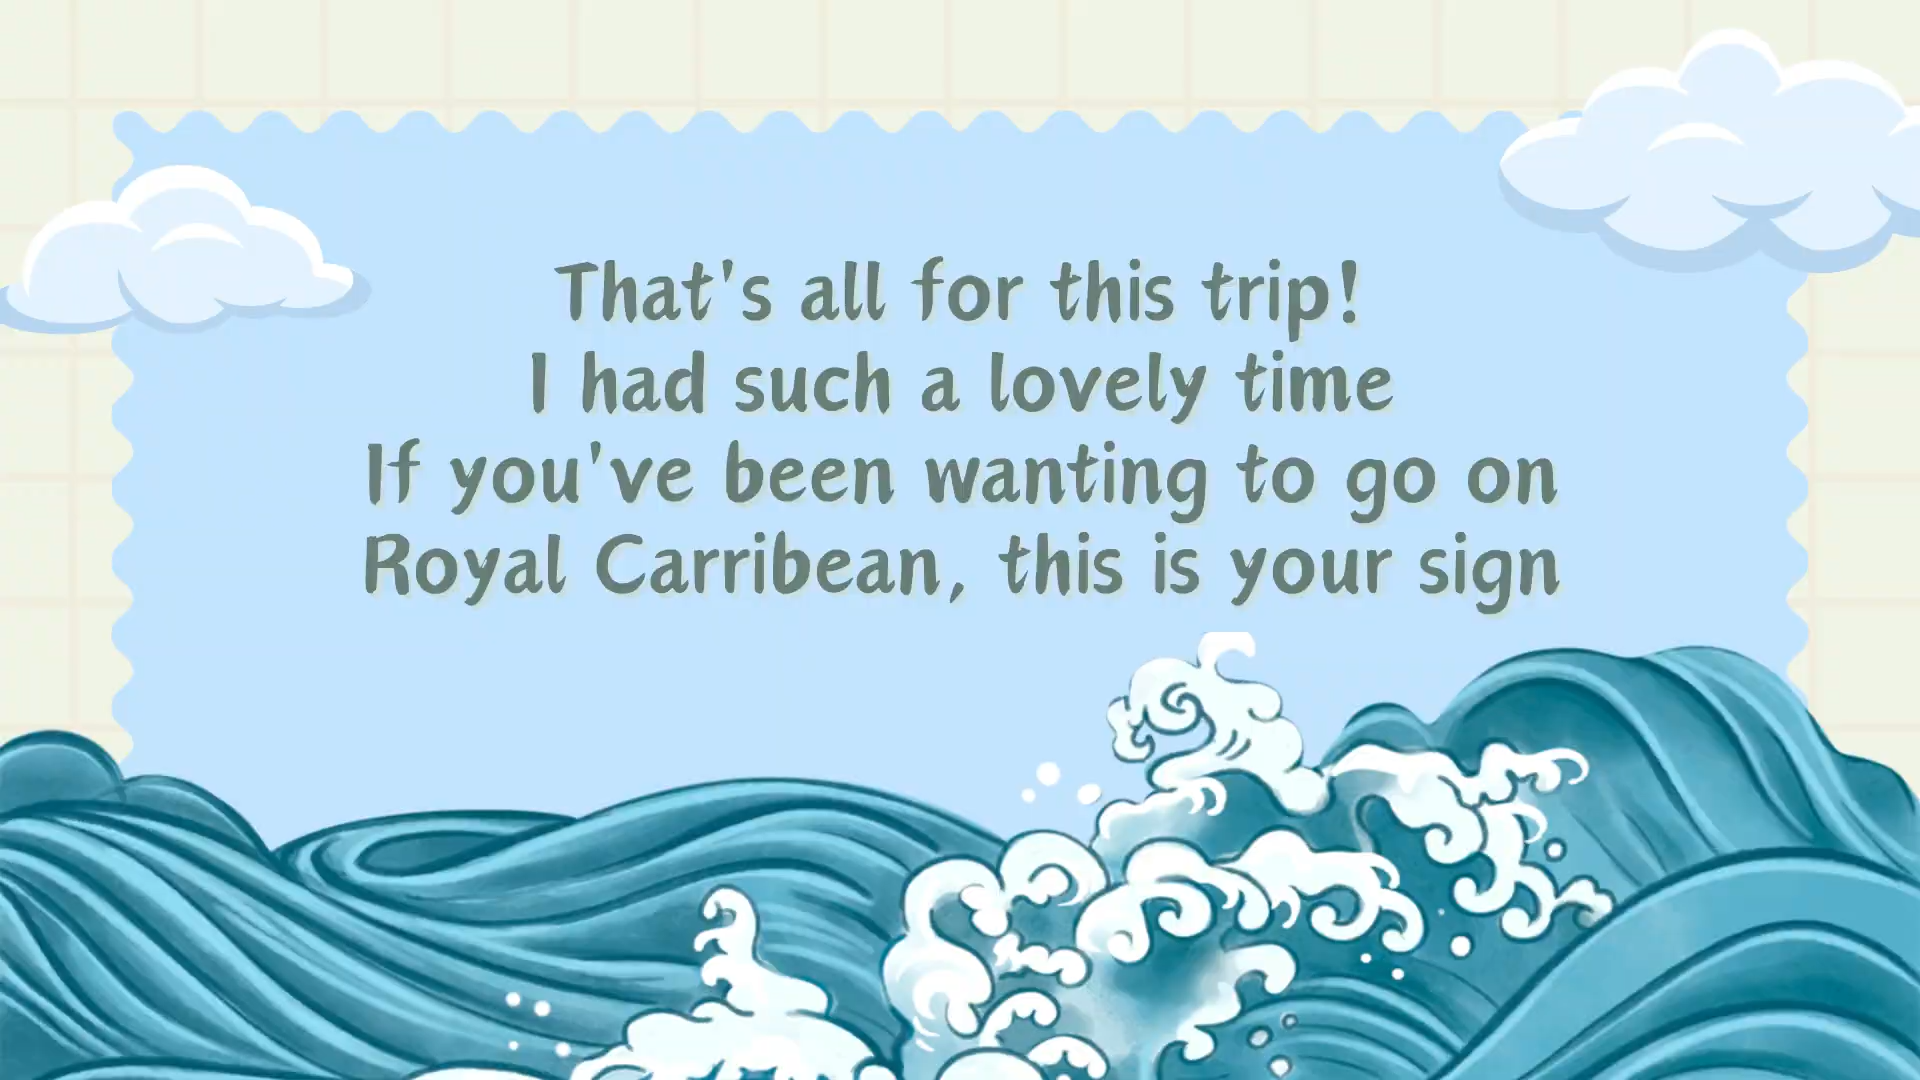 That's all for this trip!
I had such a lovely time
If you've been wanting to go on
Royal Carribean, this is your sign